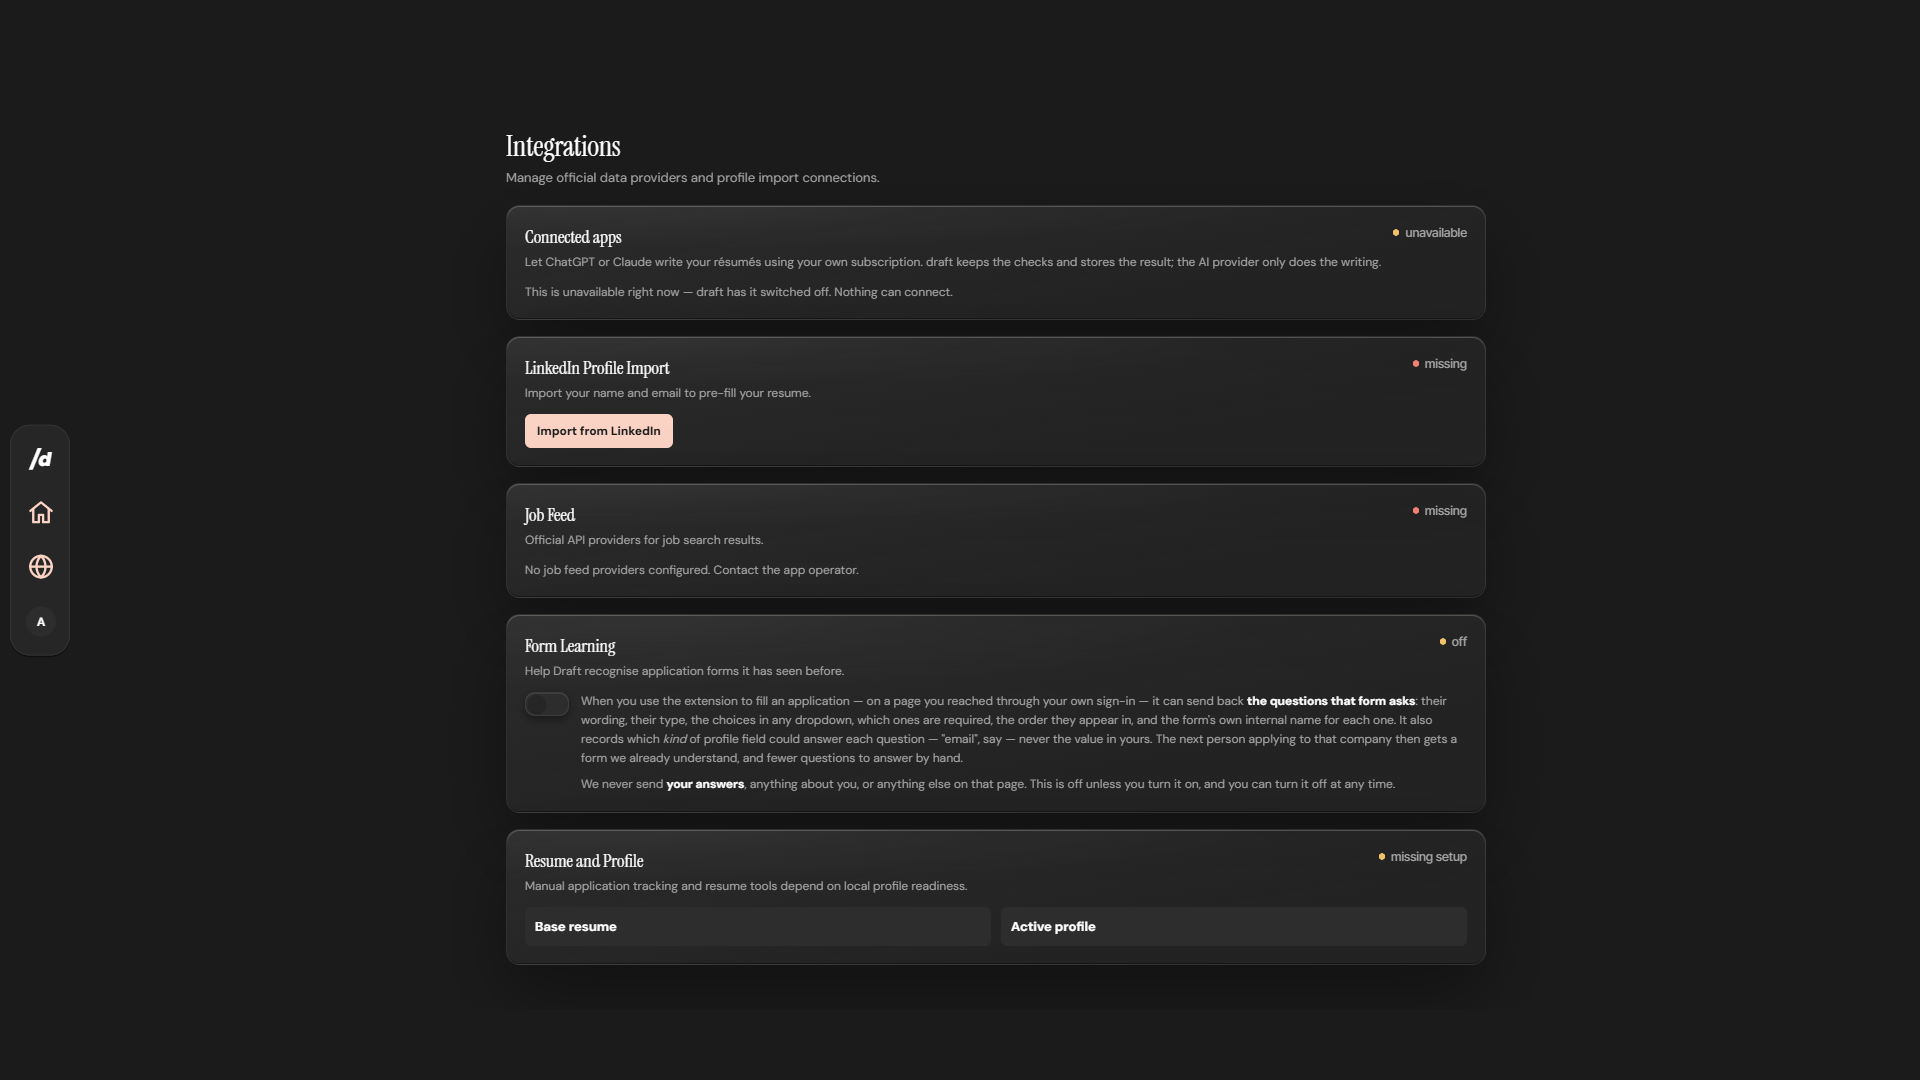 Integrations
Manage official data providers and profile import connections.
Connected apps
unavailable
Let ChatGPT or Claude write your résumés using your own subscription. draft keeps the checks and stores the result; the AI provider only does the writing.
This is unavailable right now — draft has it switched off. Nothing can connect.
LinkedIn Profile Import
missing
Import your name and email to pre-fill your resume.
Import from LinkedIn
/d
Job Feed
missing
Official API providers for job search results.
No job feed providers configured. Contact the app operator.
A
Form Learning
off
Help Draft recognise application forms it has seen before.
When you use the extension to fill an application — on a page you reached through your own sign-in — it can send back the questions that form asks: their
wording, their type, the choices in any dropdown, which ones are required, the order they appear in, and the form's own internal name for each one. It also
records which kind of profile field could answer each question — "email", say — never the value in yours. The next person applying to that company then gets a
form we already understand, and fewer questions to answer by hand.
We never send your answers, anything about you, or anything else on that page. This is off unless you turn it on, and you can turn it off at any time.
Resume and Profile
missing setup
Manual application tracking and resume tools depend on local profile readiness.
Base resume
Active profile